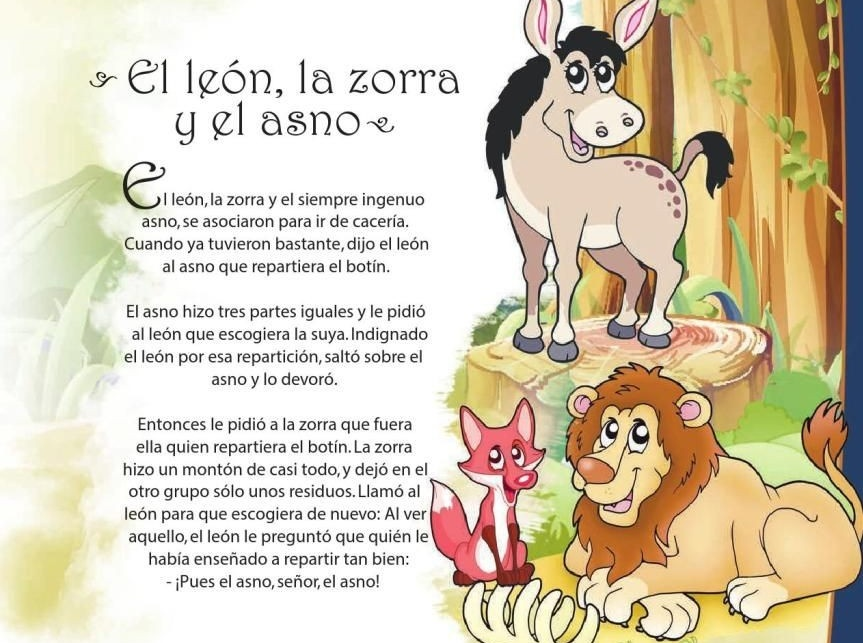 El león, la zorra
y el asno
El león, la zorra y el siempre ingenuo
asno, se asociaron para ir de cacería.
Cuando ya tuvieron bastante, dijo el león
al asno que repartiera el botín.
El asno hizo tres partes iguales y le pidió
al león que escogiera la suya. Indignado
el león por esa repartición, saltó sobre el
asno y lo devoró.
Entonces le pidió a la zorra que fuera
ella quien repartiera el botín. La zorra
hizo un montón de casi todo, y dejó en el
otro grupo sólo unos residuos. Llamó al
león para que escogiera de nuevo: Al ver
aquello, el león le preguntó que quién le
había enseñado a repartir tan bien:
- ¡Pues el asno, señor, el asno!